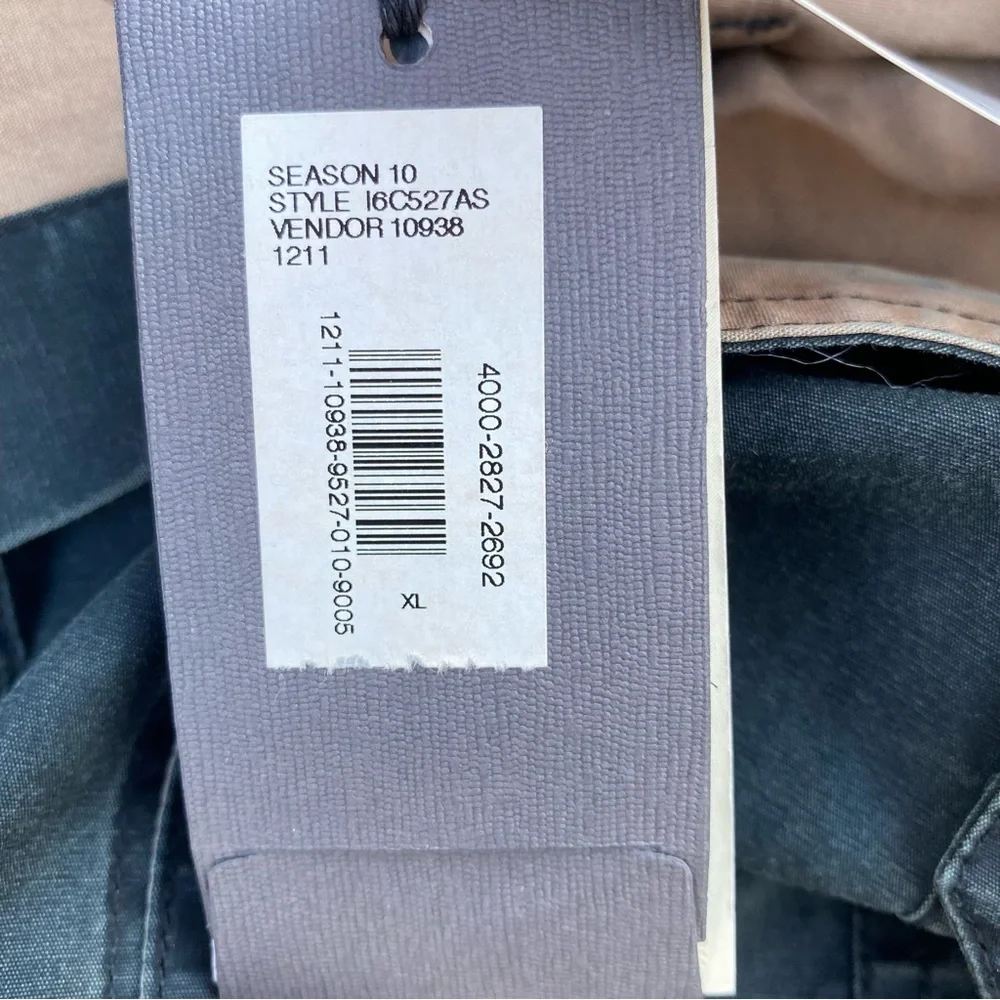 SEASON 10
STYLE I6C527AS
VENDOR 10938
1211
1211-10938-9527-010-9005
4000-2827-2692
XL